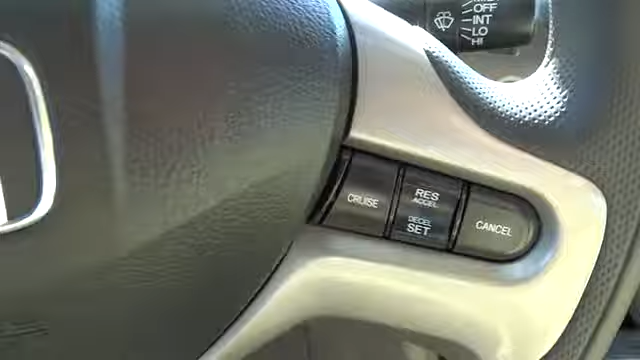 OFF
INT
LO
HI
CRUISE
RES
ACCEL
DECEL
SET
CANCEL